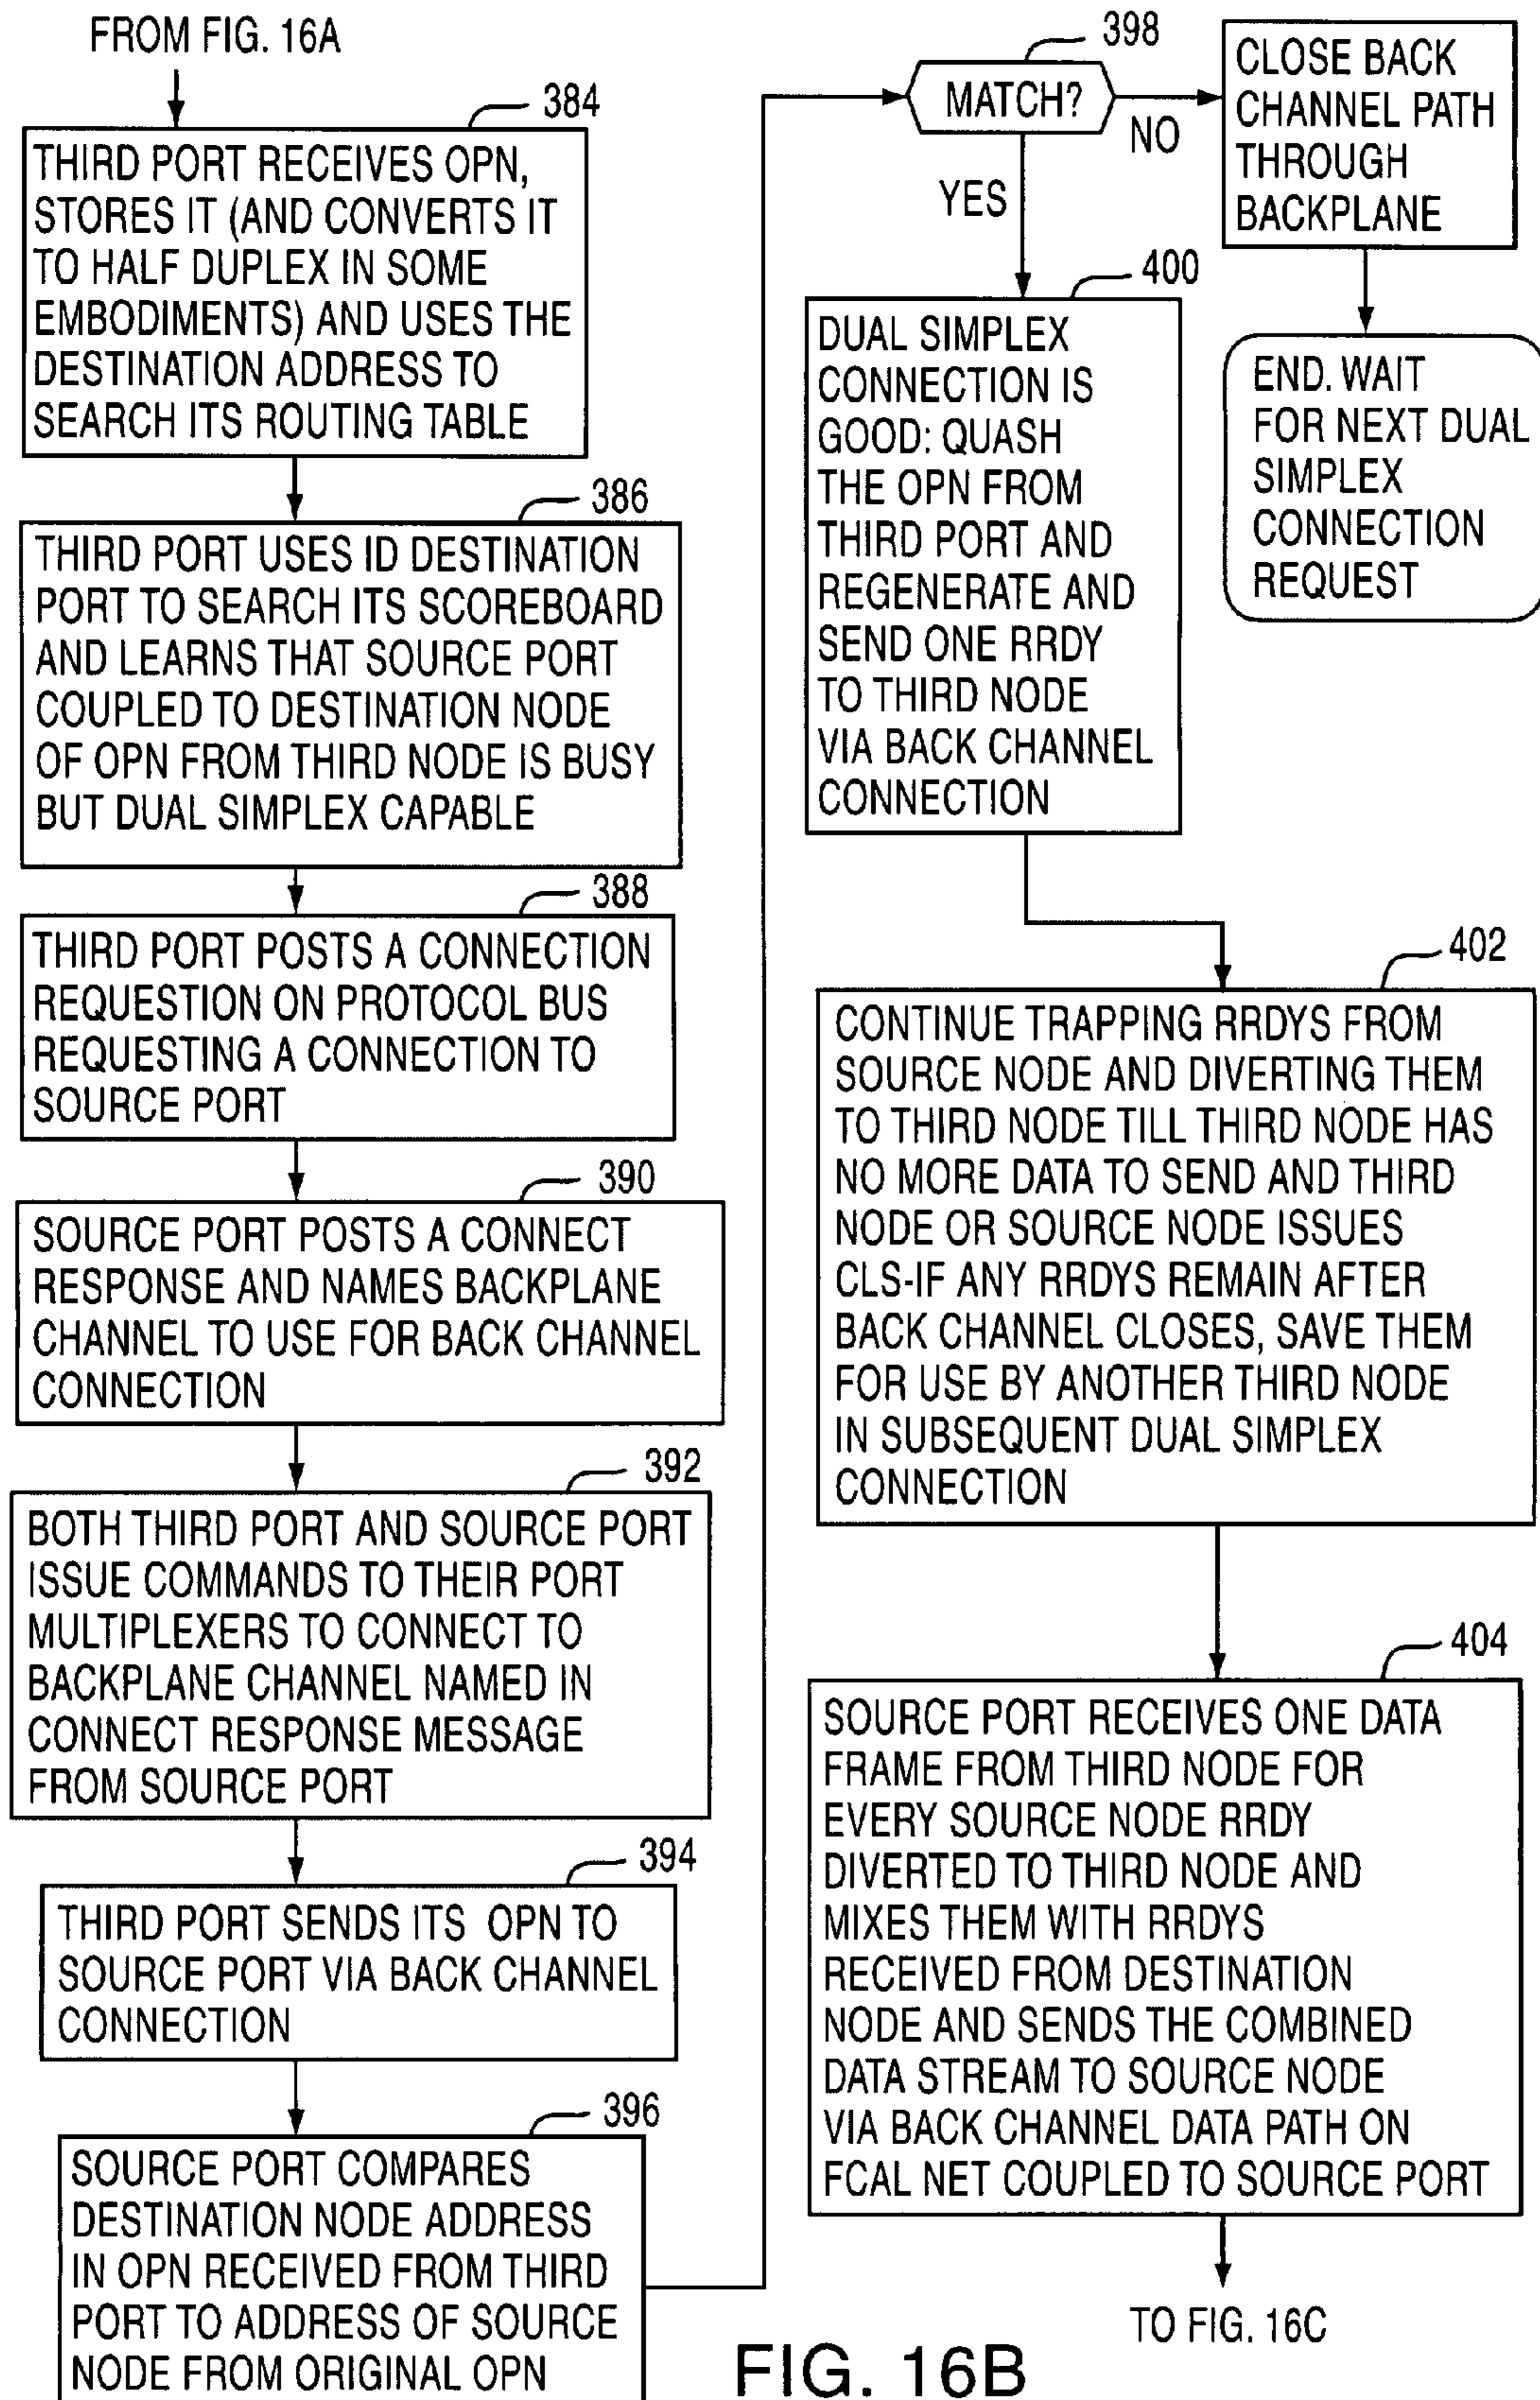 FROM FIG. 16A
384
THIRD PORT RECEIVES OPN,
STORES IT (AND CONVERTS IT
TO HALF DUPLEX IN SOME
EMBODIMENTS) AND USES THE
DESTINATION ADDRESS TO
SEARCH ITS ROUTING TABLE
386
THIRD PORT USES ID DESTINATION
PORT TO SEARCH ITS SCOREBOARD
AND LEARNS THAT SOURCE PORT
COUPLED TO DESTINATION NODE
OF OPN FROM THIRD NODE IS BUSY
BUT DUAL SIMPLEX CAPABLE
388
THIRD PORT POSTS A CONNECTION
REQUESTION ON PROTOCOL BUS
REQUESTING A CONNECTION TO
SOURCE PORT
390
SOURCE PORT POSTS A CONNECT
RESPONSE AND NAMES BACKPLANE
CHANNEL TO USE FOR BACK CHANNEL
CONNECTION
392
BOTH THIRD PORT AND SOURCE PORT
ISSUE COMMANDS TO THEIR PORT
MULTIPLEXERS TO CONNECT TO
BACKPLANE CHANNEL NAMED IN
CONNECT RESPONSE MESSAGE
FROM SOURCE PORT
394
THIRD PORT SENDS ITS OPN TO
SOURCE PORT VIA BACK CHANNEL
CONNECTION
396
SOURCE PORT COMPARES
DESTINATION NODE ADDRESS
IN OPN RECEIVED FROM THIRD
PORT TO ADDRESS OF SOURCE
NODE FROM ORIGINAL OPN
398
MATCH?
NO
YES
CLOSE BACK
CHANNEL PATH
THROUGH
BACKPLANE
END. WAIT
FOR NEXT DUAL
SIMPLEX
CONNECTION
REQUEST
400
DUAL SIMPLEX
CONNECTION IS
GOOD: QUASH
THE OPN FROM
THIRD PORT AND
REGENERATE AND
SEND ONE RRDY
TO THIRD NODE
VIA BACK CHANNEL
CONNECTION
402
CONTINUE TRAPPING RRDYS FROM
SOURCE NODE AND DIVERTING THEM
TO THIRD NODE TILL THIRD NODE HAS
NO MORE DATA TO SEND AND THIRD
NODE OR SOURCE NODE ISSUES
CLS-IF ANY RRDYS REMAIN AFTER
BACK CHANNEL CLOSES, SAVE THEM
FOR USE BY ANOTHER THIRD NODE
IN SUBSEQUENT DUAL SIMPLEX
CONNECTION
404
SOURCE PORT RECEIVES ONE DATA
FRAME FROM THIRD NODE FOR
EVERY SOURCE NODE RRDY
DIVERTED TO THIRD NODE AND
MIXES THEM WITH RRDYS
RECEIVED FROM DESTINATION
NODE AND SENDS THE COMBINED
DATA STREAM TO SOURCE NODE
VIA BACK CHANNEL DATA PATH ON
FCAL NET COUPLED TO SOURCE PORT
TO FIG. 16C
FIG. 16B